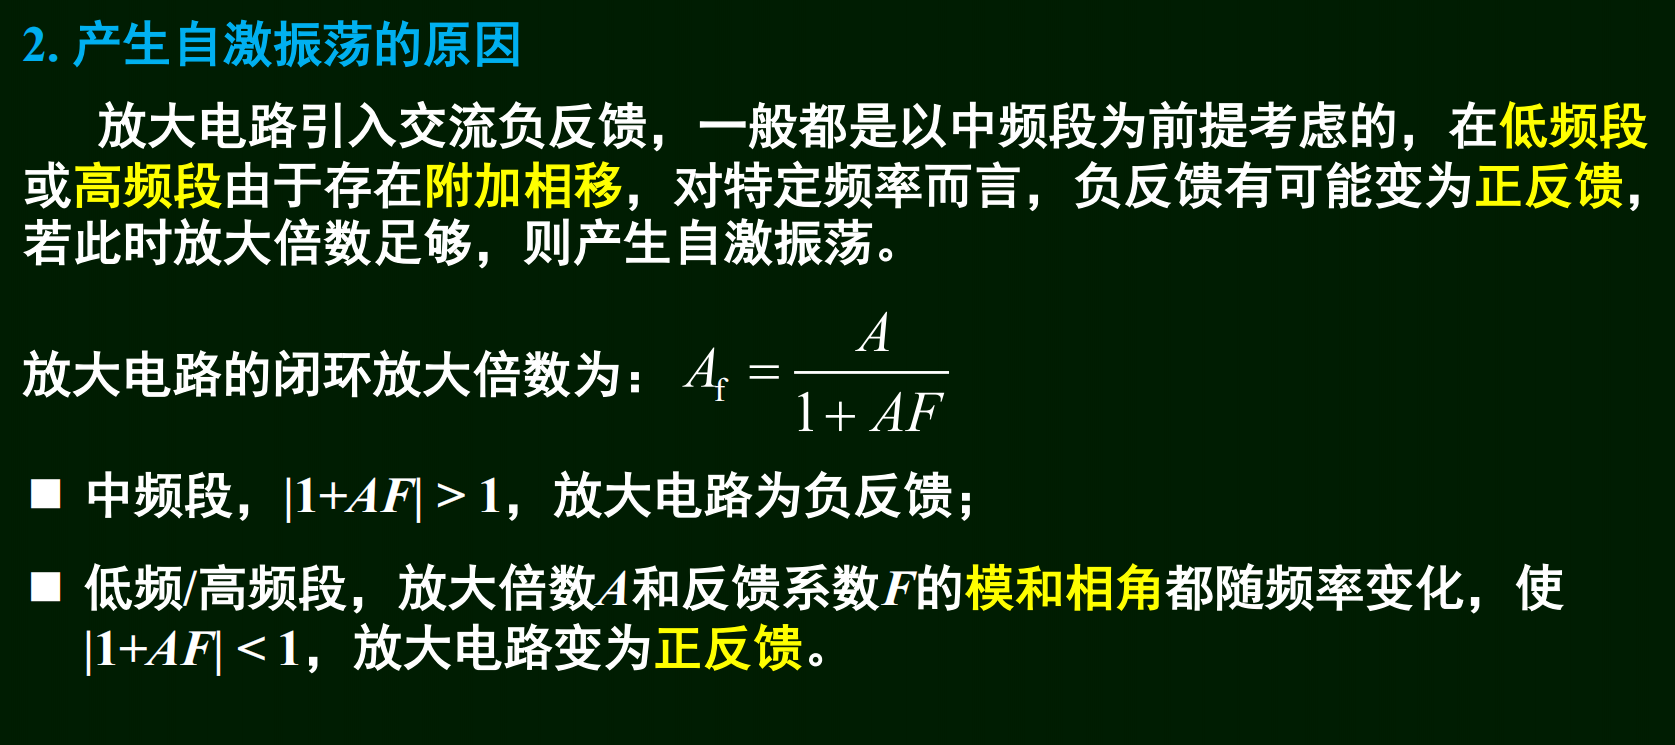 2. 产生自激振荡的原因
放大电路引入交流负反馈，一般都是以中频段为前提考虑的，在低频段
或高频段由于存在附加相移，对特定频率而言，负反馈有可能变为正反馈，
若此时放大倍数足够，则产生自激振荡。
放大电路的闭环放大倍数为： A_f = A / (1 + AF)
■ 中频段，|1+AF| > 1，放大电路为负反馈；
■ 低频/高频段，放大倍数A和反馈系数F的模和相角都随频率变化，使
|1+AF| < 1，放大电路变为正反馈。